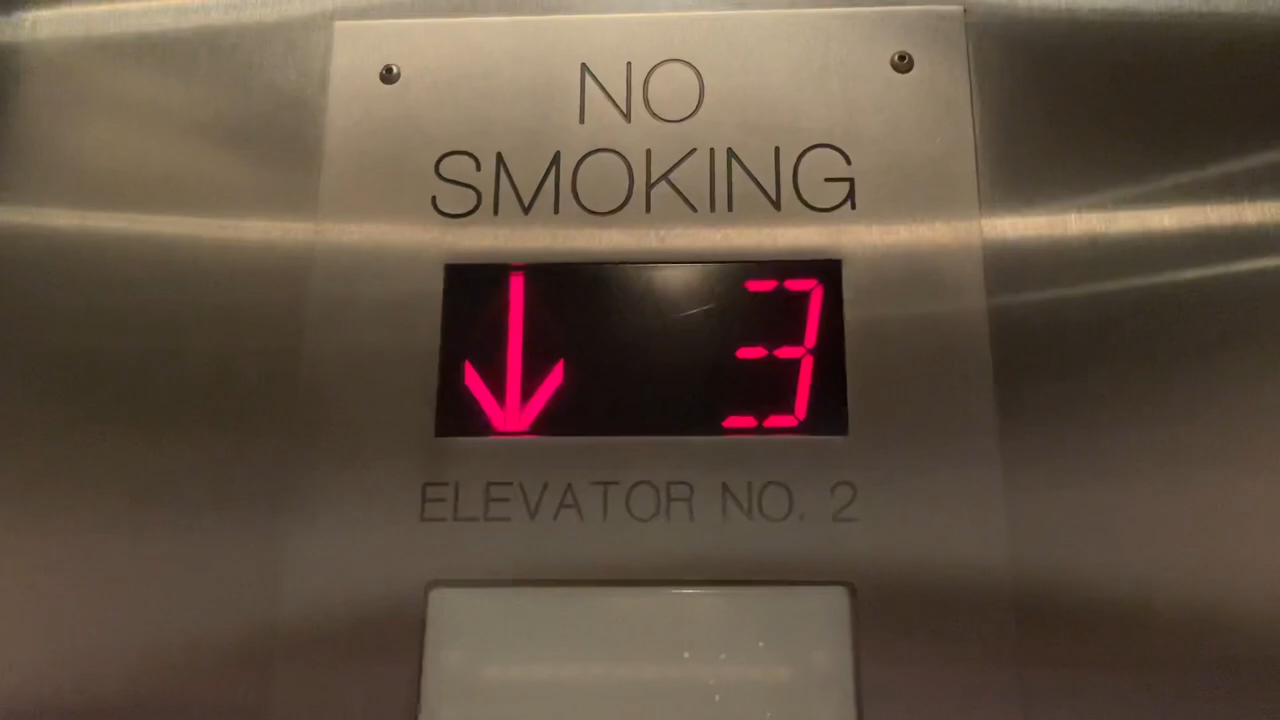 NO
SMOKING
↓ 3
ELEVATOR NO. 2